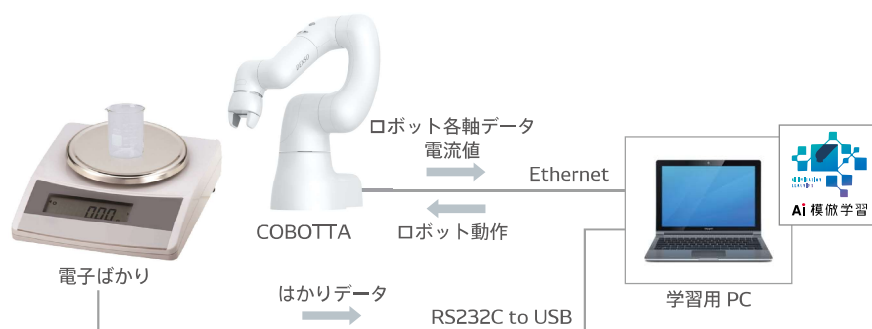 ロボット各軸データ
電流値
Ethernet
COBOTTA
ロボット動作
Ai 模倣学習
電子ばかり
はかりデータ
RS232C to USB
学習用 PC
000